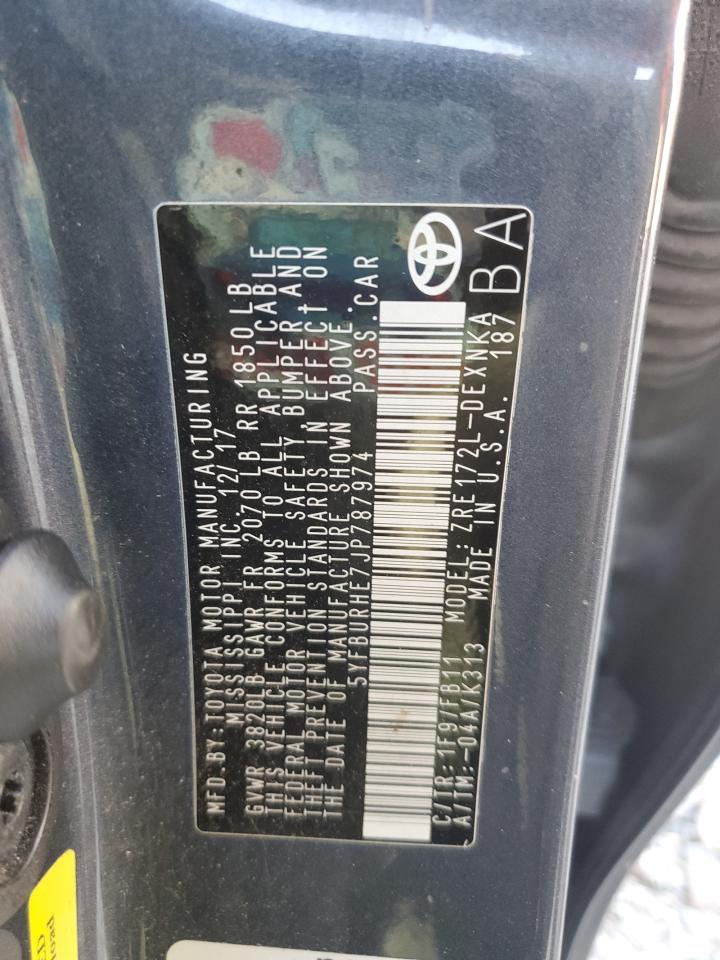 MFD. BY: TOYOTA MOTOR MANUFACTURING
MISSISSIPPI INC. 12/17
GVWR 3820LB GAWR FR 2070 LB RR 1850 LB
THIS VEHICLE CONFORMS TO ALL APPLICABLE
FEDERAL MOTOR VEHICLE SAFETY, BUMPER AND
THEFT PREVENTION STANDARDS IN EFFECT ON
THE DATE OF MANUFACTURE SHOWN ABOVE.
5YFBURHE7JP787974 PASS. CAR
C/TR: 1F9/FB11 MODEL: ZRE172L-DEXNKA
A/TM: -04A/K313 MADE IN U.S.A. 187
BA